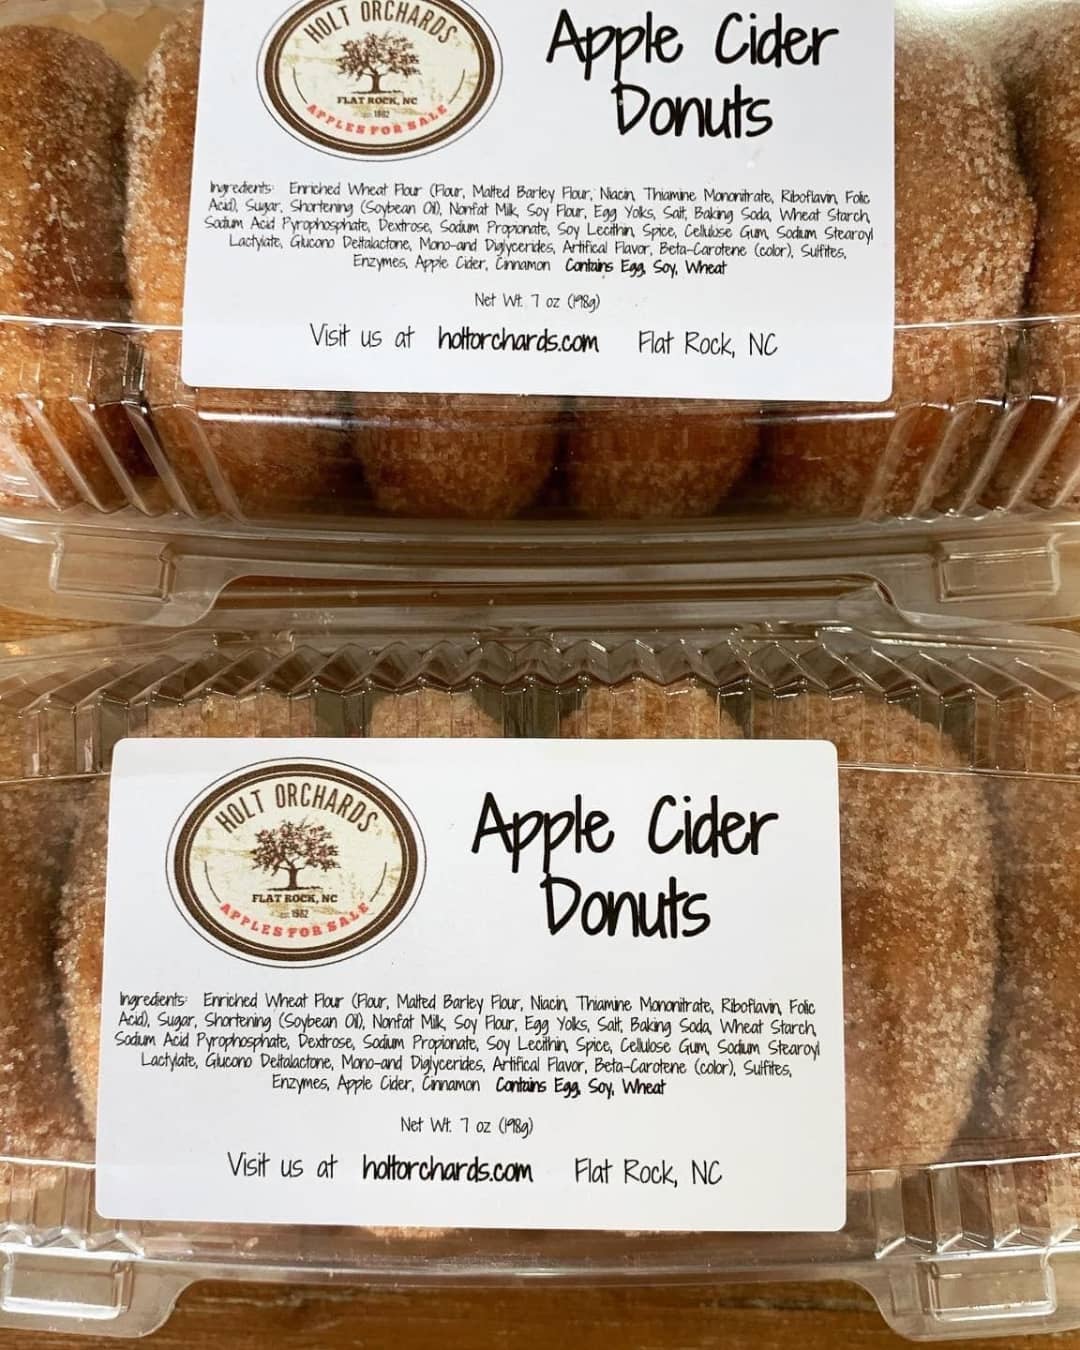 HOLT ORCHARDS
FLAT ROCK, NC
est. 1982
APPLES FOR SALE
Apple Cider
Donuts
Ingredients: Enriched Wheat Flour (Flour, Malted Barley Flour, Niacin, Thiamine Mononitrate, Riboflavin, Folic
Acid), Sugar, Shortening (Soybean Oil), Nonfat Milk, Soy Flour, Egg Yolks, Salt, Baking Soda, Wheat Starch,
Sodium Acid Pyrophosphate, Dextrose, Sodium Propionate, Soy Lecithin, Spice, Cellulose Gum, Sodium Stearoyl
Lactylate, Glucono Deltalactone, Mono-and Diglycerides, Artifical Flavor, Beta-Carotene (color), Sulfites,
Enzymes, Apple Cider, Cinnamon Contains Egg, Soy, Wheat
Net Wt. 7 oz (198g)
Visit us at holtorchards.com Flat Rock, NC
HOLT ORCHARDS
FLAT ROCK, NC
est. 1982
APPLES FOR SALE
Apple Cider
Donuts
Ingredients: Enriched Wheat Flour (Flour, Malted Barley Flour, Niacin, Thiamine Mononitrate, Riboflavin, Folic
Acid), Sugar, Shortening (Soybean Oil), Nonfat Milk, Soy Flour, Egg Yolks, Salt, Baking Soda, Wheat Starch,
Sodium Acid Pyrophosphate, Dextrose, Sodium Propionate, Soy Lecithin, Spice, Cellulose Gum, Sodium Stearoyl
Lactylate, Glucono Deltalactone, Mono-and Diglycerides, Artifical Flavor, Beta-Carotene (color), Sulfites,
Enzymes, Apple Cider, Cinnamon Contains Egg, Soy, Wheat
Net Wt. 7 oz (198g)
Visit us at holtorchards.com Flat Rock, NC